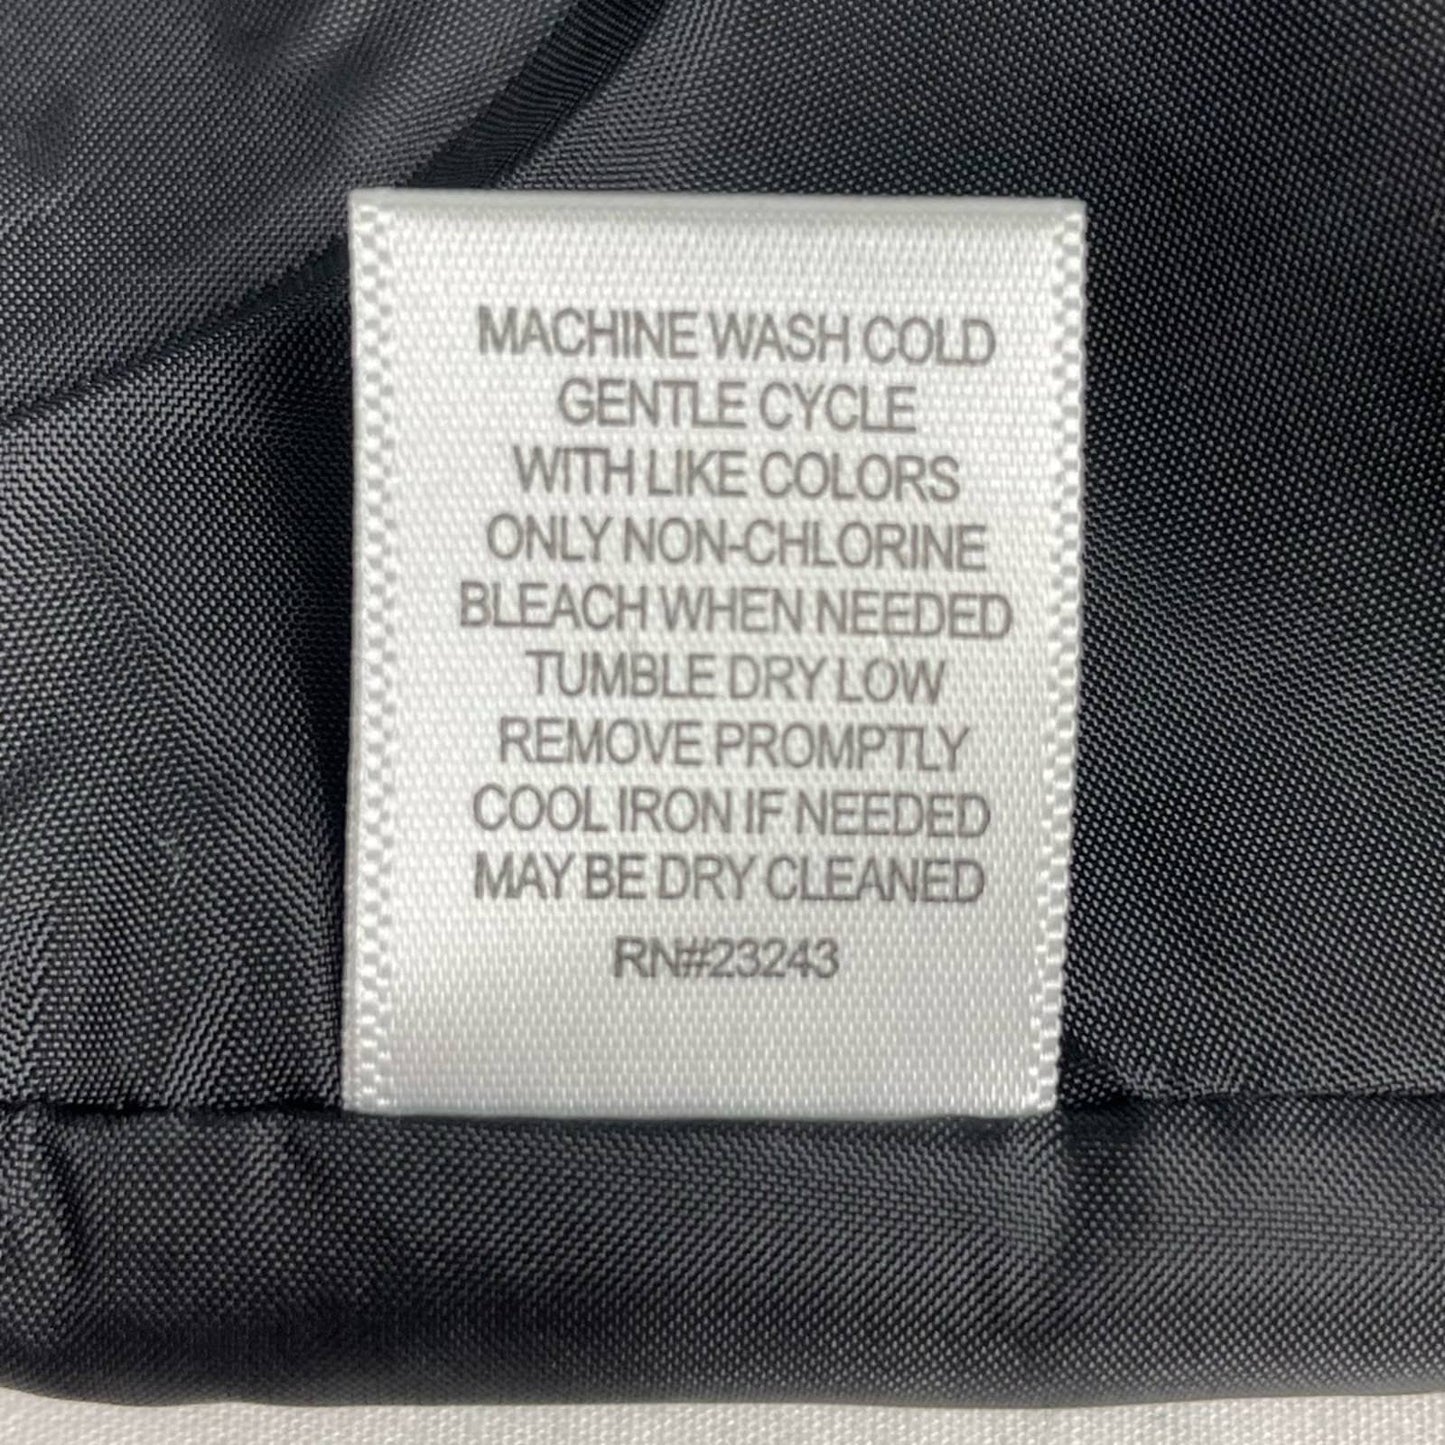 MACHINE WASH COLD
GENTLE CYCLE
WITH LIKE COLORS
ONLY NON-CHLORINE
BLEACH WHEN NEEDED
TUMBLE DRY LOW
REMOVE PROMPTLY
COOL IRON IF NEEDED
MAY BE DRY CLEANED
RN#23243